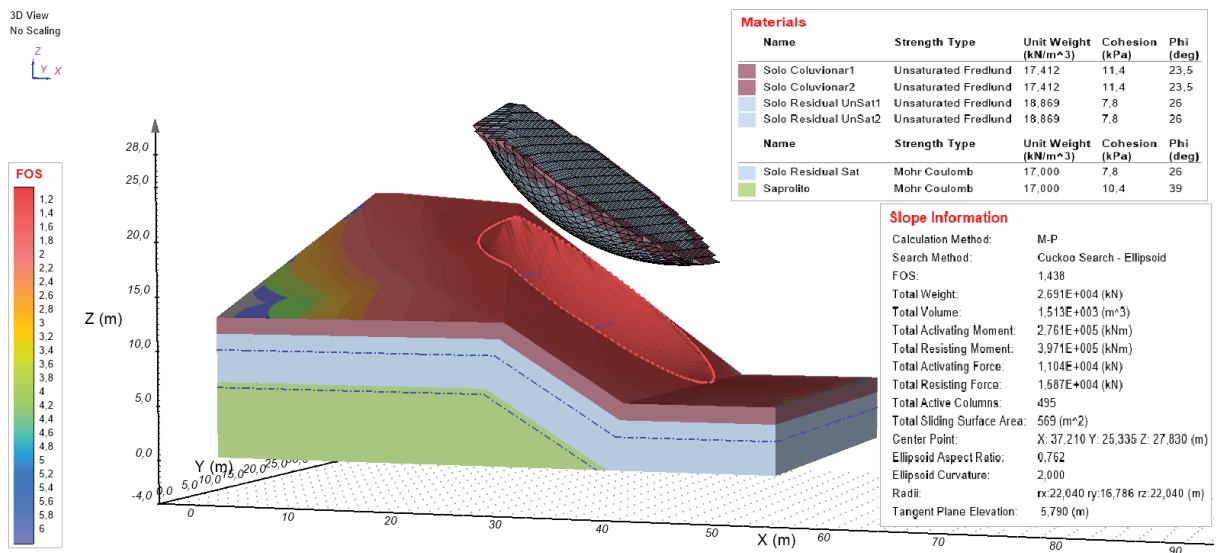 3D View
No Scaling
Z
Y X
FOS
1,2
1,4
1,6
1,8
2
2,2
2,4
2,6
2,8
3
3,2
3,4
3,6
3,8
4
4,2
4,4
4,6
4,8
5
5,2
5,4
5,6
5,8
6
Z (m)
28,0
25,0
20,0
15,0
10,0
5,0
0,0
-4,0
Y (m)
0,0 5,0 10,0 15,0 20,0 25,0
0 10 20 30 40 50 60 70 80 90
X (m)
Materials
Name Strength Type Unit Weight (kN/m^3) Cohesion (kPa) Phi (deg)
Solo Coluvionar1 Unsaturated Fredlund 17,412 11,4 23,5
Solo Coluvionar2 Unsaturated Fredlund 17,412 11,4 23,5
Solo Residual UnSat1 Unsaturated Fredlund 18,869 7,8 26
Solo Residual UnSat2 Unsaturated Fredlund 18,869 7,8 26
Name Strength Type Unit Weight (kN/m^3) Cohesion (kPa) Phi (deg)
Solo Residual Sat Mohr Coulomb 17,000 7,8 26
Saprolito Mohr Coulomb 17,000 10,4 39
Slope Information
Calculation Method: M-P
Search Method: Cuckoo Search - Ellipsoid
FOS: 1,438
Total Weight: 2,691E+004 (kN)
Total Volume: 1,513E+003 (m^3)
Total Activating Moment: 2,761E+005 (kNm)
Total Resisting Moment: 3,971E+005 (kNm)
Total Activating Force: 1,104E+004 (kN)
Total Resisting Force: 1,587E+004 (kN)
Total Active Columns: 495
Total Sliding Surface Area: 569 (m^2)
Center Point: X: 37,210 Y: 25,335 Z: 27,830 (m)
Ellipsoid Aspect Ratio: 0,762
Ellipsoid Curvature: 2,000
Radii: rx:22,040 ry:16,786 rz:22,040 (m)
Tangent Plane Elevation: 5,790 (m)